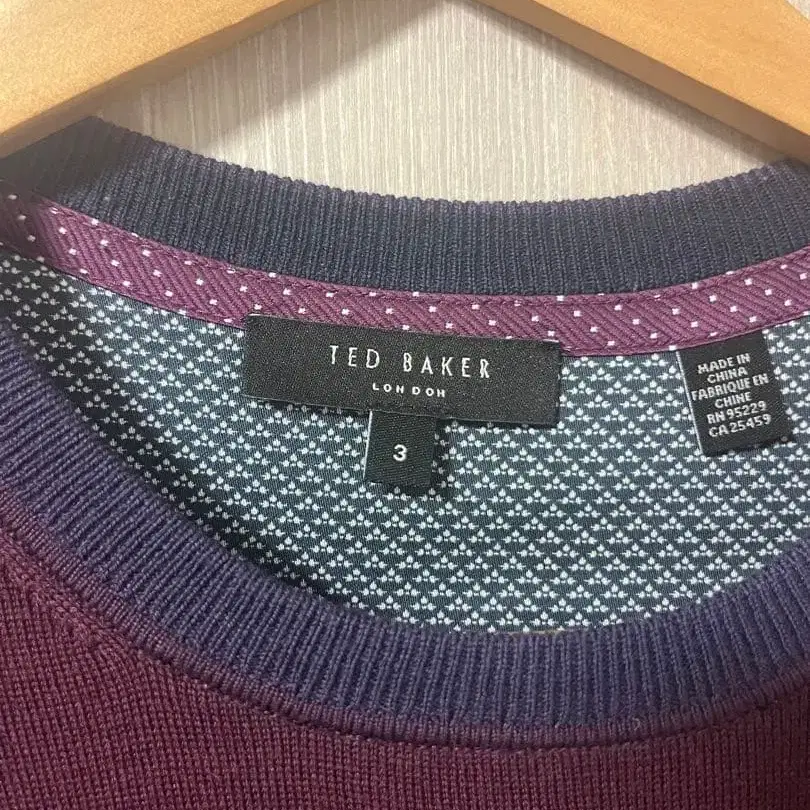 TED BAKER
LONDON
3
MADE IN
CHINA
FABRIQUE EN
CHINE
RN 95229
CA 25459